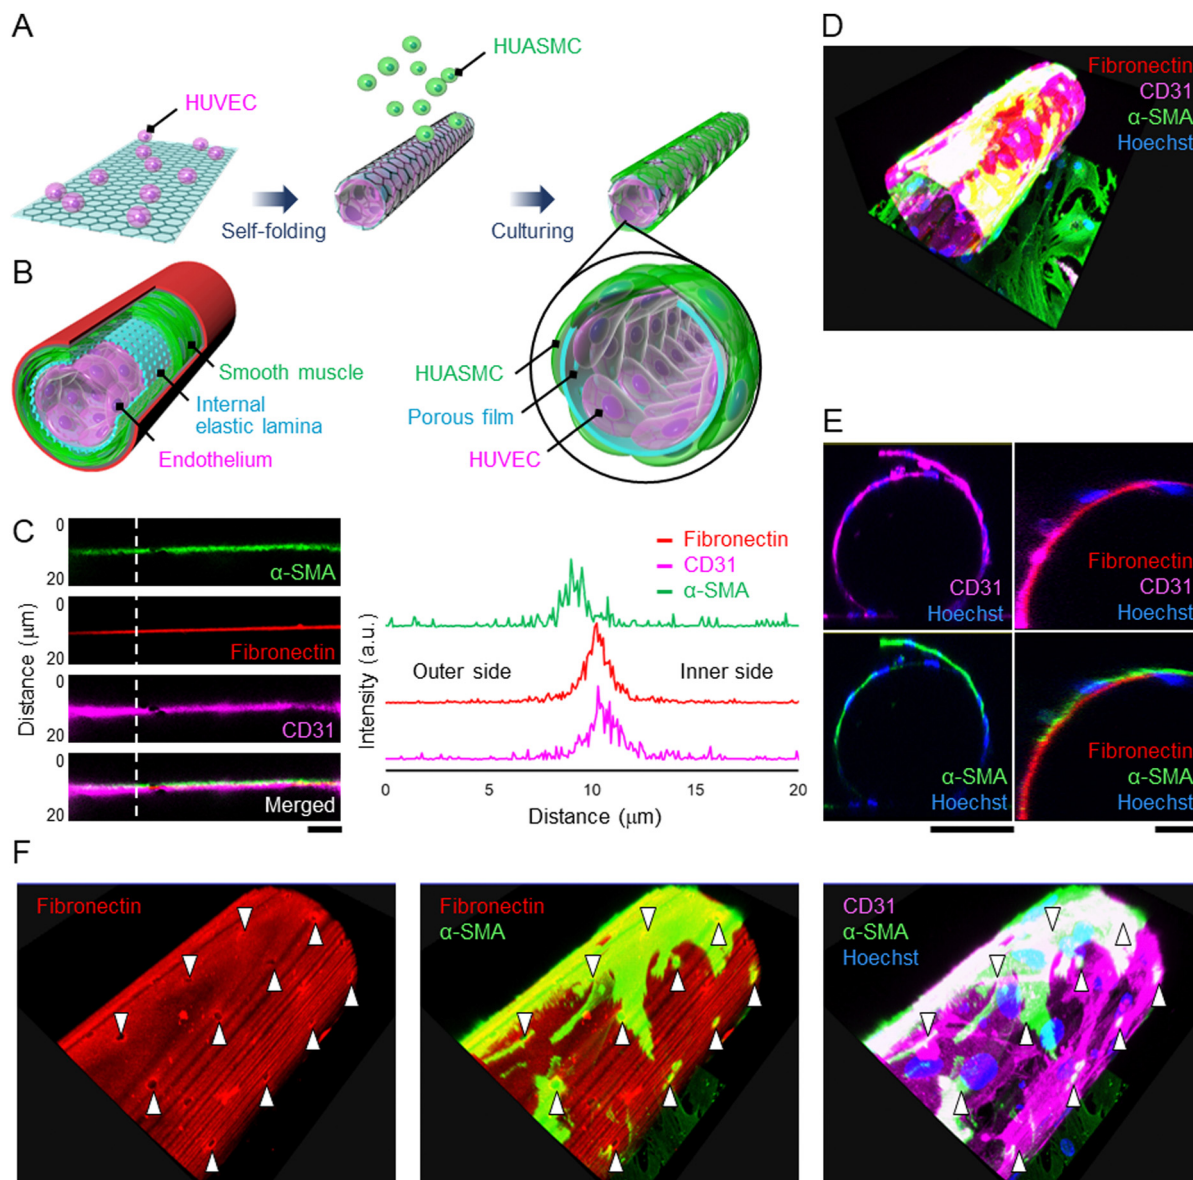 A
HUVEC
HUASMC
Self-folding
Culturing
B
Smooth muscle
Internal
elastic lamina
Endothelium
HUASMC
Porous film
HUVEC
C
Distance (μm)
0
20
α-SMA
0
20
Fibronectin
0
20
CD31
0
20
Merged
Intensity (a.u.)
Fibronectin
CD31
α-SMA
Outer side
Inner side
0
5
10
15
20
Distance (μm)
D
Fibronectin
CD31
α-SMA
Hoechst
E
CD31
Hoechst
Fibronectin
CD31
Hoechst
α-SMA
Hoechst
Fibronectin
α-SMA
Hoechst
F
Fibronectin
Fibronectin
α-SMA
CD31
α-SMA
Hoechst